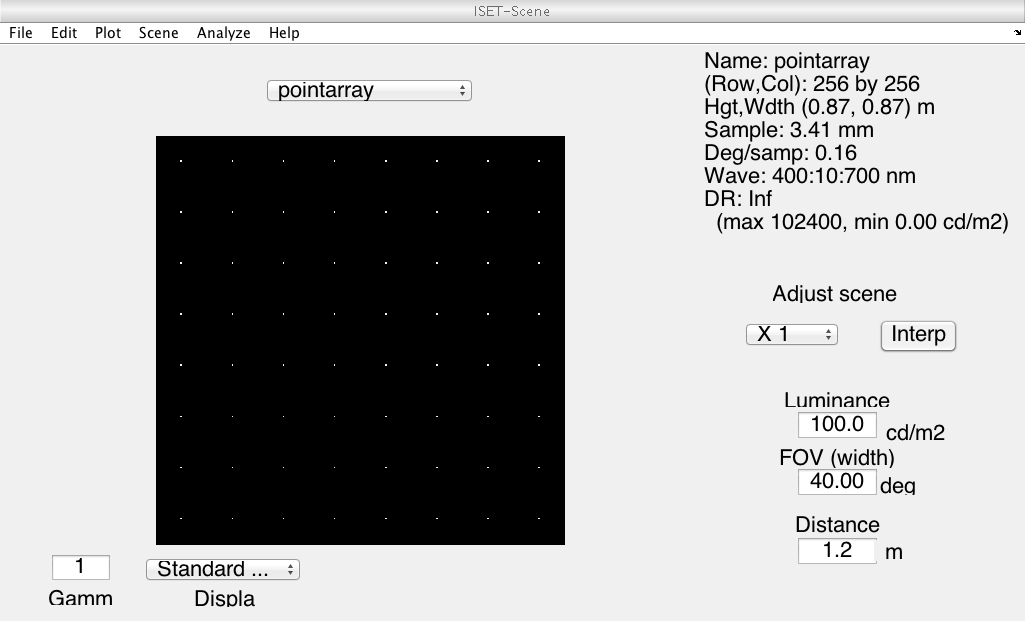 ISET-Scene
File Edit Plot Scene Analyze Help
pointarray
Name: pointarray
(Row,Col): 256 by 256
Hgt,Wdth (0.87, 0.87) m
Sample: 3.41 mm
Deg/samp: 0.16
Wave: 400:10:700 nm
DR: Inf
(max 102400, min 0.00 cd/m2)
Adjust scene
X 1 Interp
Luminance
100.0 cd/m2
FOV (width)
40.00 deg
Distance
1.2 m
1 Standard ...
Gamm Displa